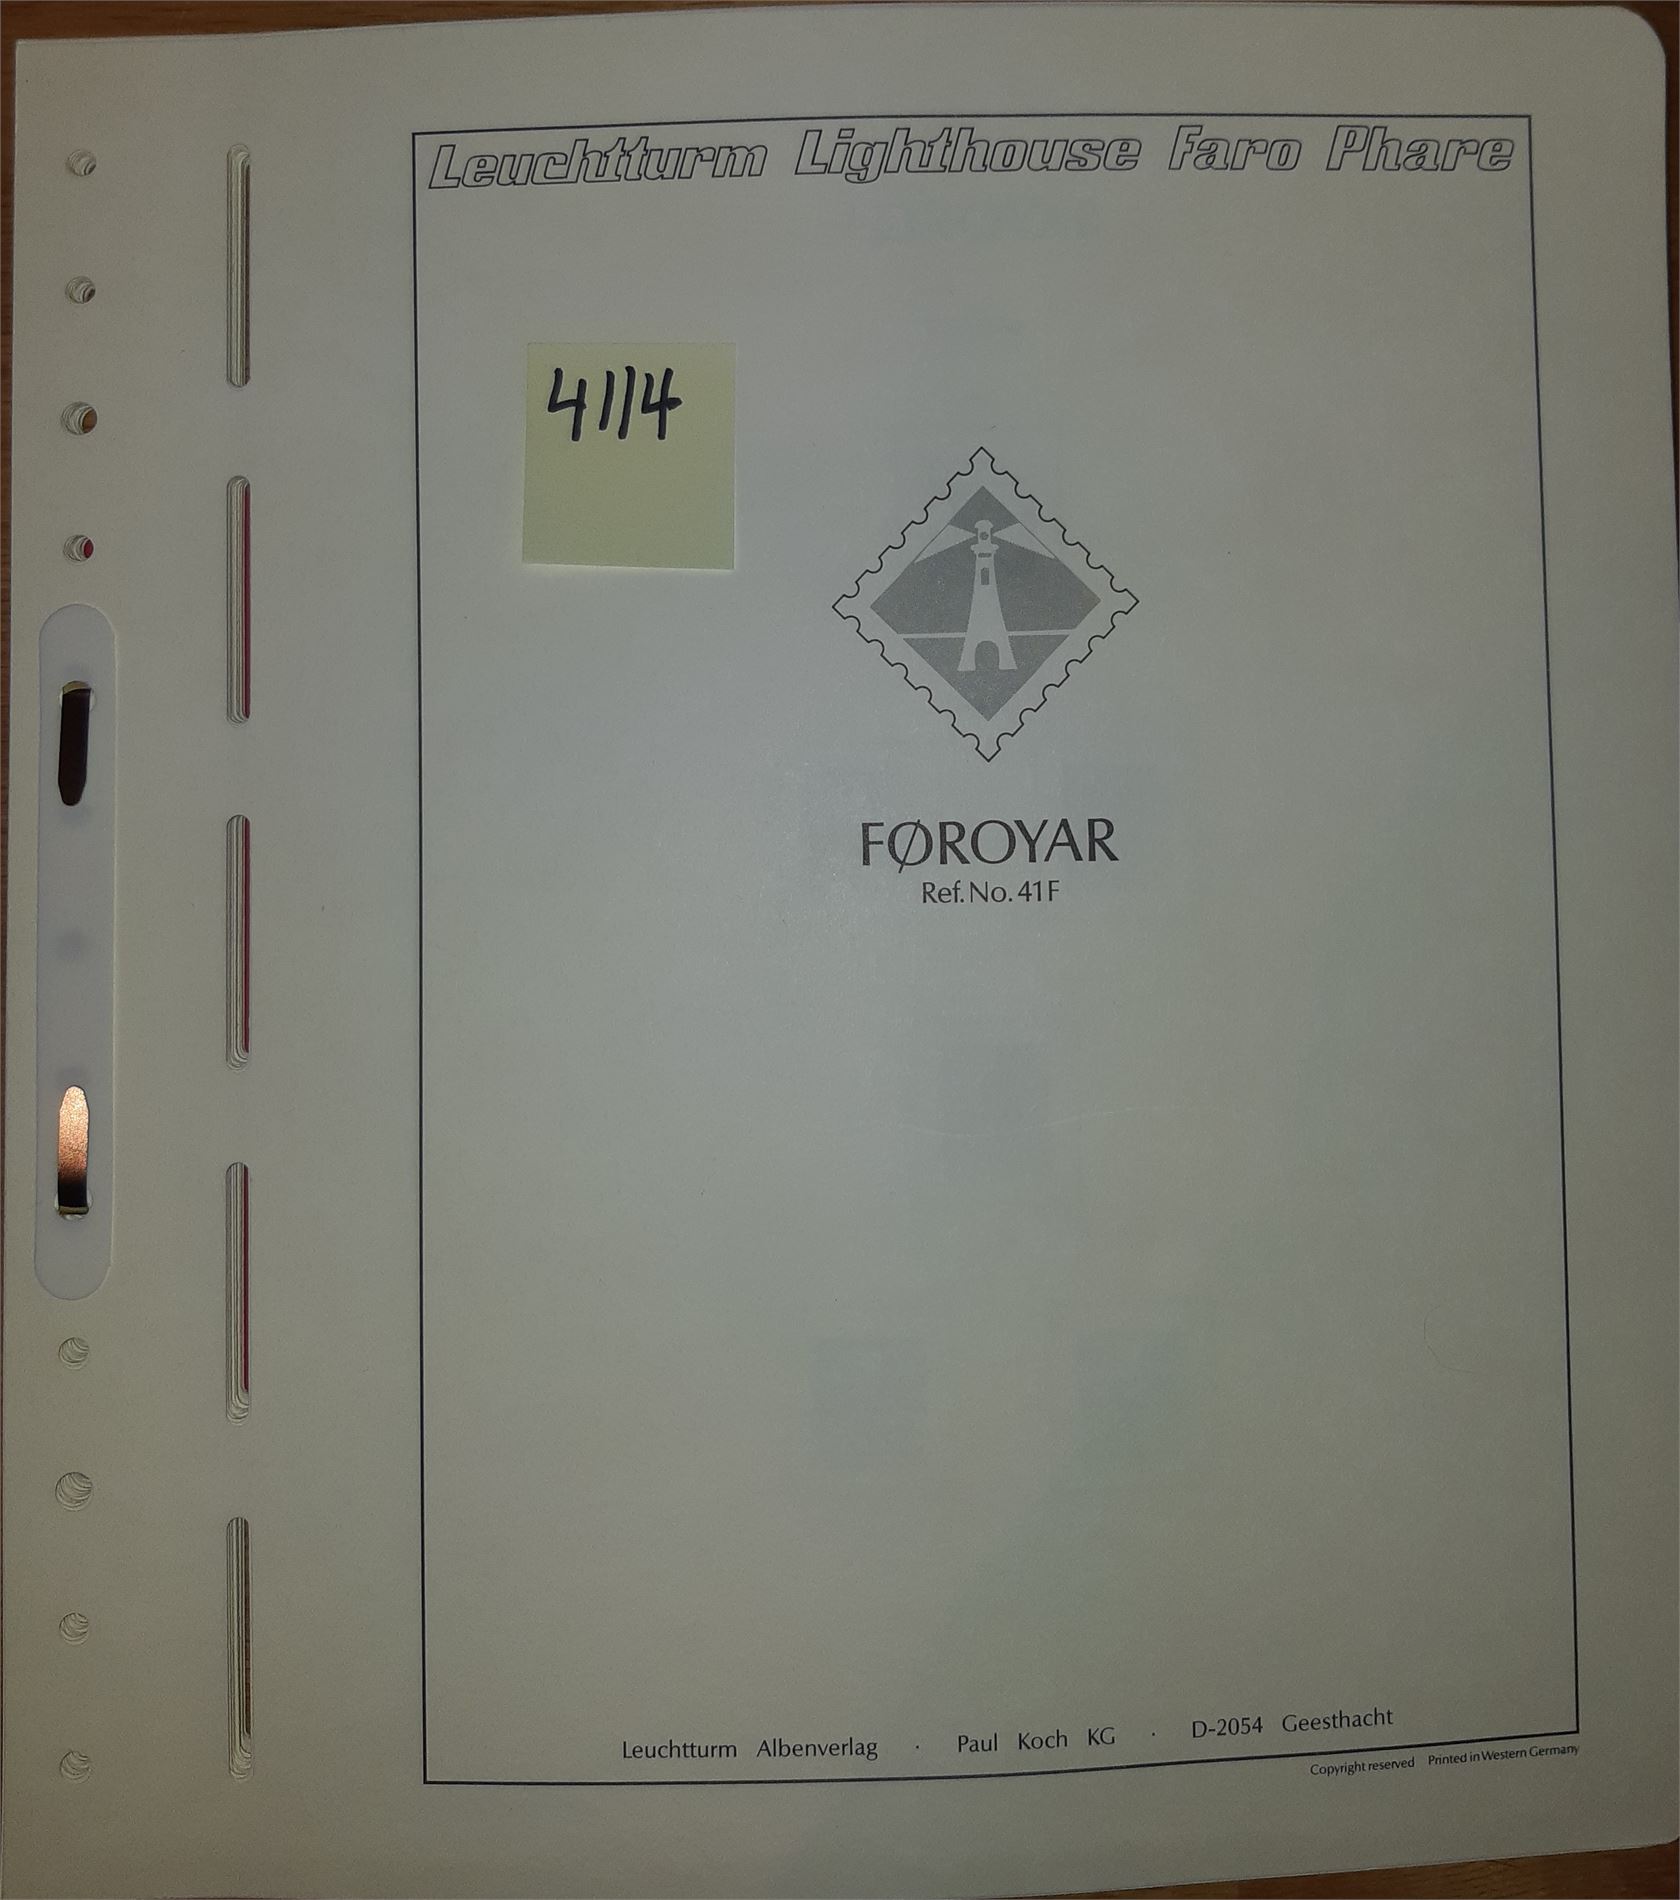 Leuchtturm Lighthouse Faro Phare
4114
FØROYAR
Ref. No. 41F
Leuchtturm Albenverlag · Paul Koch KG · D-2054 Geesthacht
Copyright reserved Printed in Western Germany